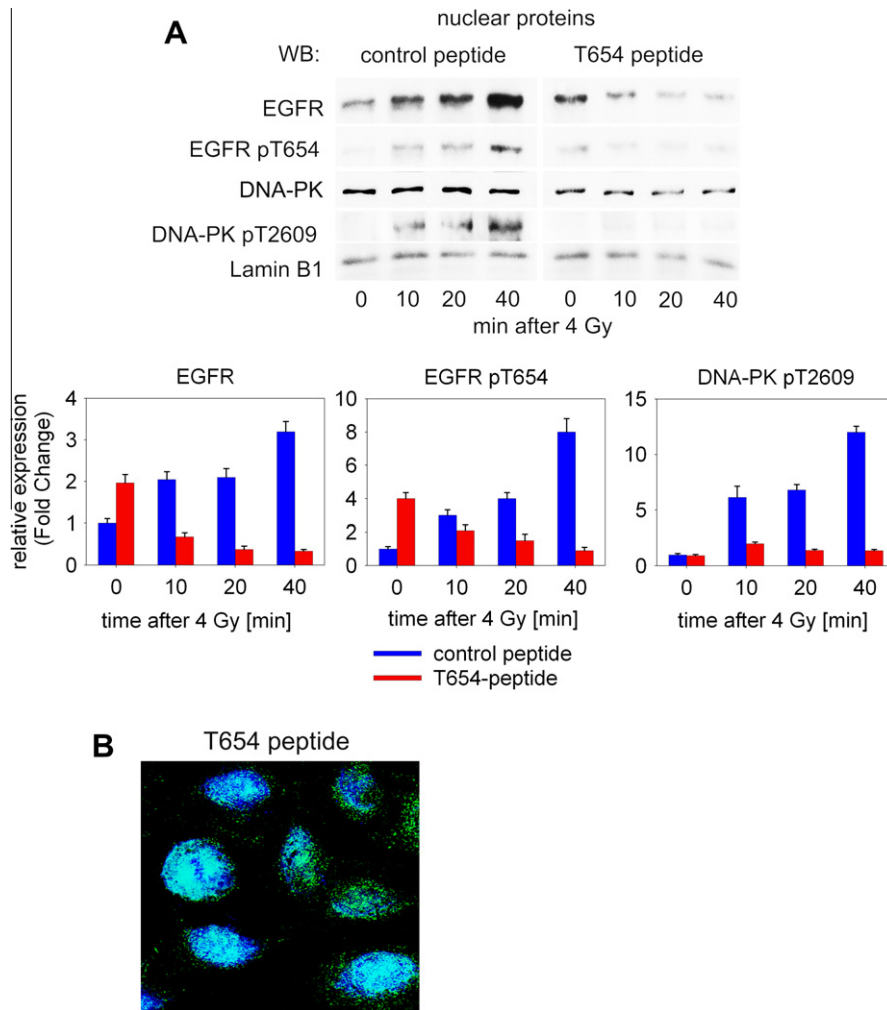 A
nuclear proteins
WB: control peptide T654 peptide
EGFR
EGFR pT654
DNA-PK
DNA-PK pT2609
Lamin B1
0 10 20 40 0 10 20 40
min after 4 Gy
EGFR EGFR pT654 DNA-PK pT2609
relative expression
(Fold Change)
4 10 15
3 8
2 6 10
1 4 5
0 2 0
0
0 10 20 40 0 10 20 40 0 10 20 40
time after 4 Gy [min] time after 4 Gy [min] time after 4 Gy [min]
control peptide
T654-peptide
B
T654 peptide